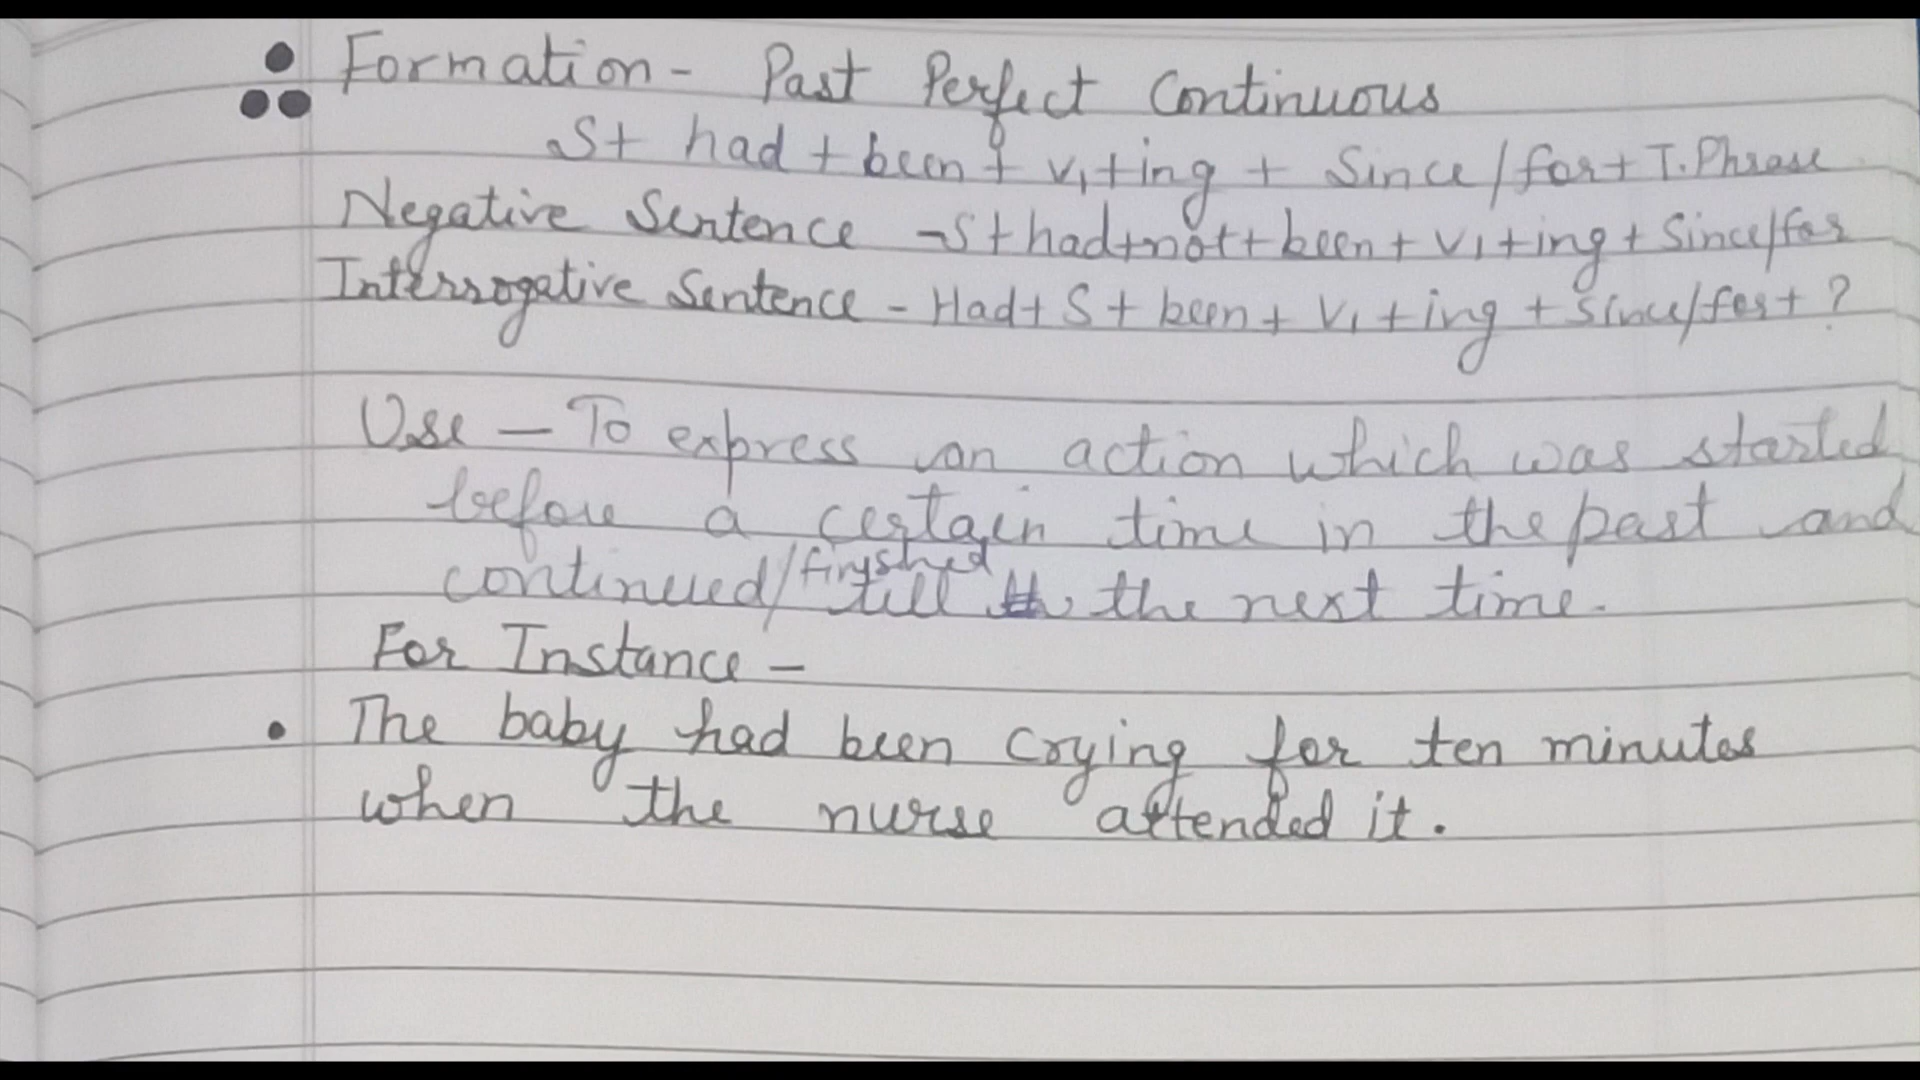 Formation - Past Perfect Continuous
S+ had + been + V1+ing + Since/for+ T.Phrase
Negative Sentence -S+had+not+been+V1+ing+Since/for
Interrogative Sentence - Had+ S + been + V1 + ing + Since/for+ ?
Use - To express an action which was started
before a certain time in the past and
continued/finished till the next time.
For Instance -
• The baby had been crying for ten minutes
when the nurse attended it.